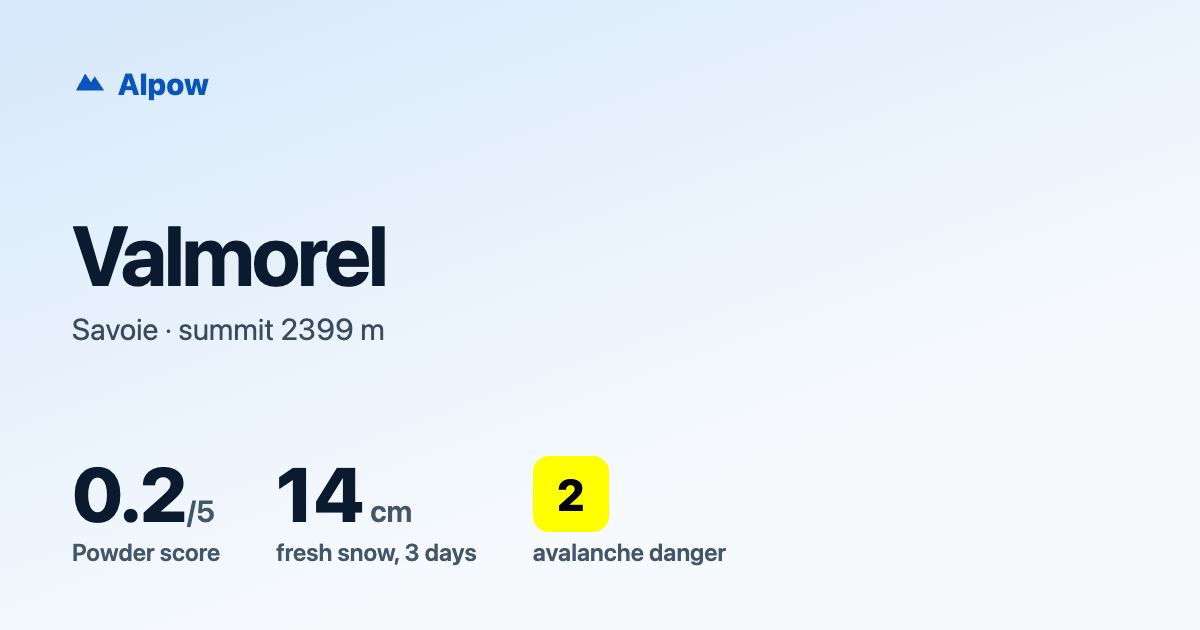 Alpow
Valmorel
Savoie · summit 2399 m
0.2/5
Powder score
14 cm
fresh snow, 3 days
2
avalanche danger